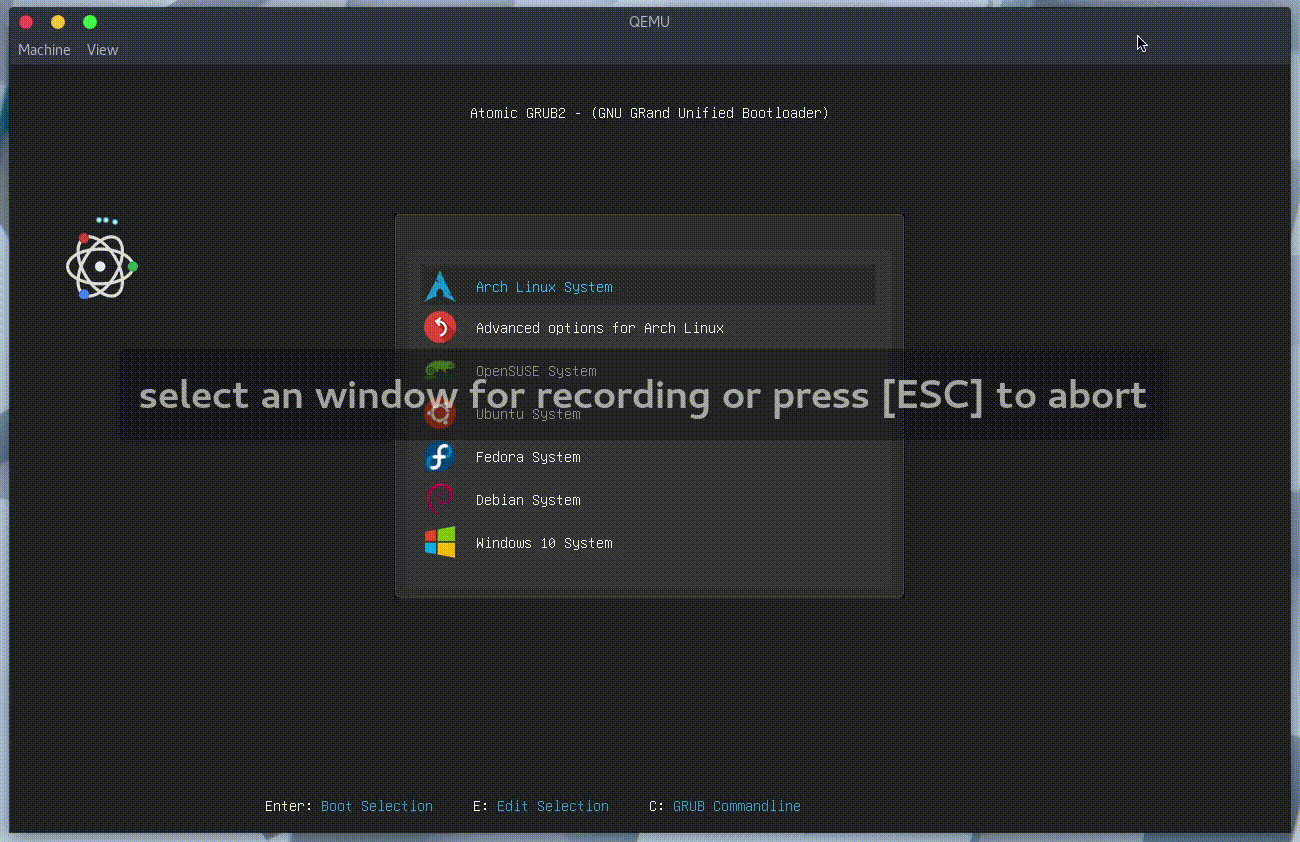 QEMU
Machine View
Atomic GRUB2 - (GNU GRand Unified Bootloader)
Arch Linux System
Advanced options for Arch Linux
OpenSUSE System
select an window for recording or press [ESC] to abort
Ubuntu System
Fedora System
Debian System
Windows 10 System
Enter: Boot Selection E: Edit Selection C: GRUB Commandline